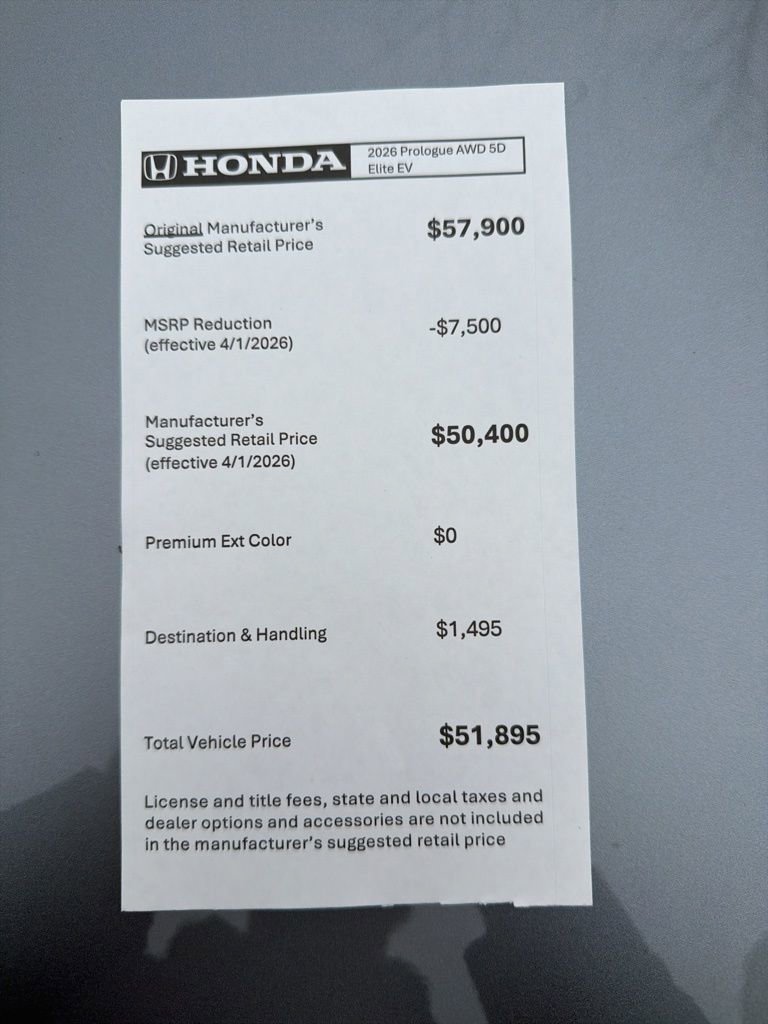 HONDA
2026 Prologue AWD 5D
Elite EV
Original Manufacturer's
Suggested Retail Price
$57,900
MSRP Reduction
(effective 4/1/2026)
-$7,500
Manufacturer's
Suggested Retail Price
(effective 4/1/2026)
$50,400
Premium Ext Color
$0
Destination & Handling
$1,495
Total Vehicle Price
$51,895
License and title fees, state and local taxes and
dealer options and accessories are not included
in the manufacturer's suggested retail price